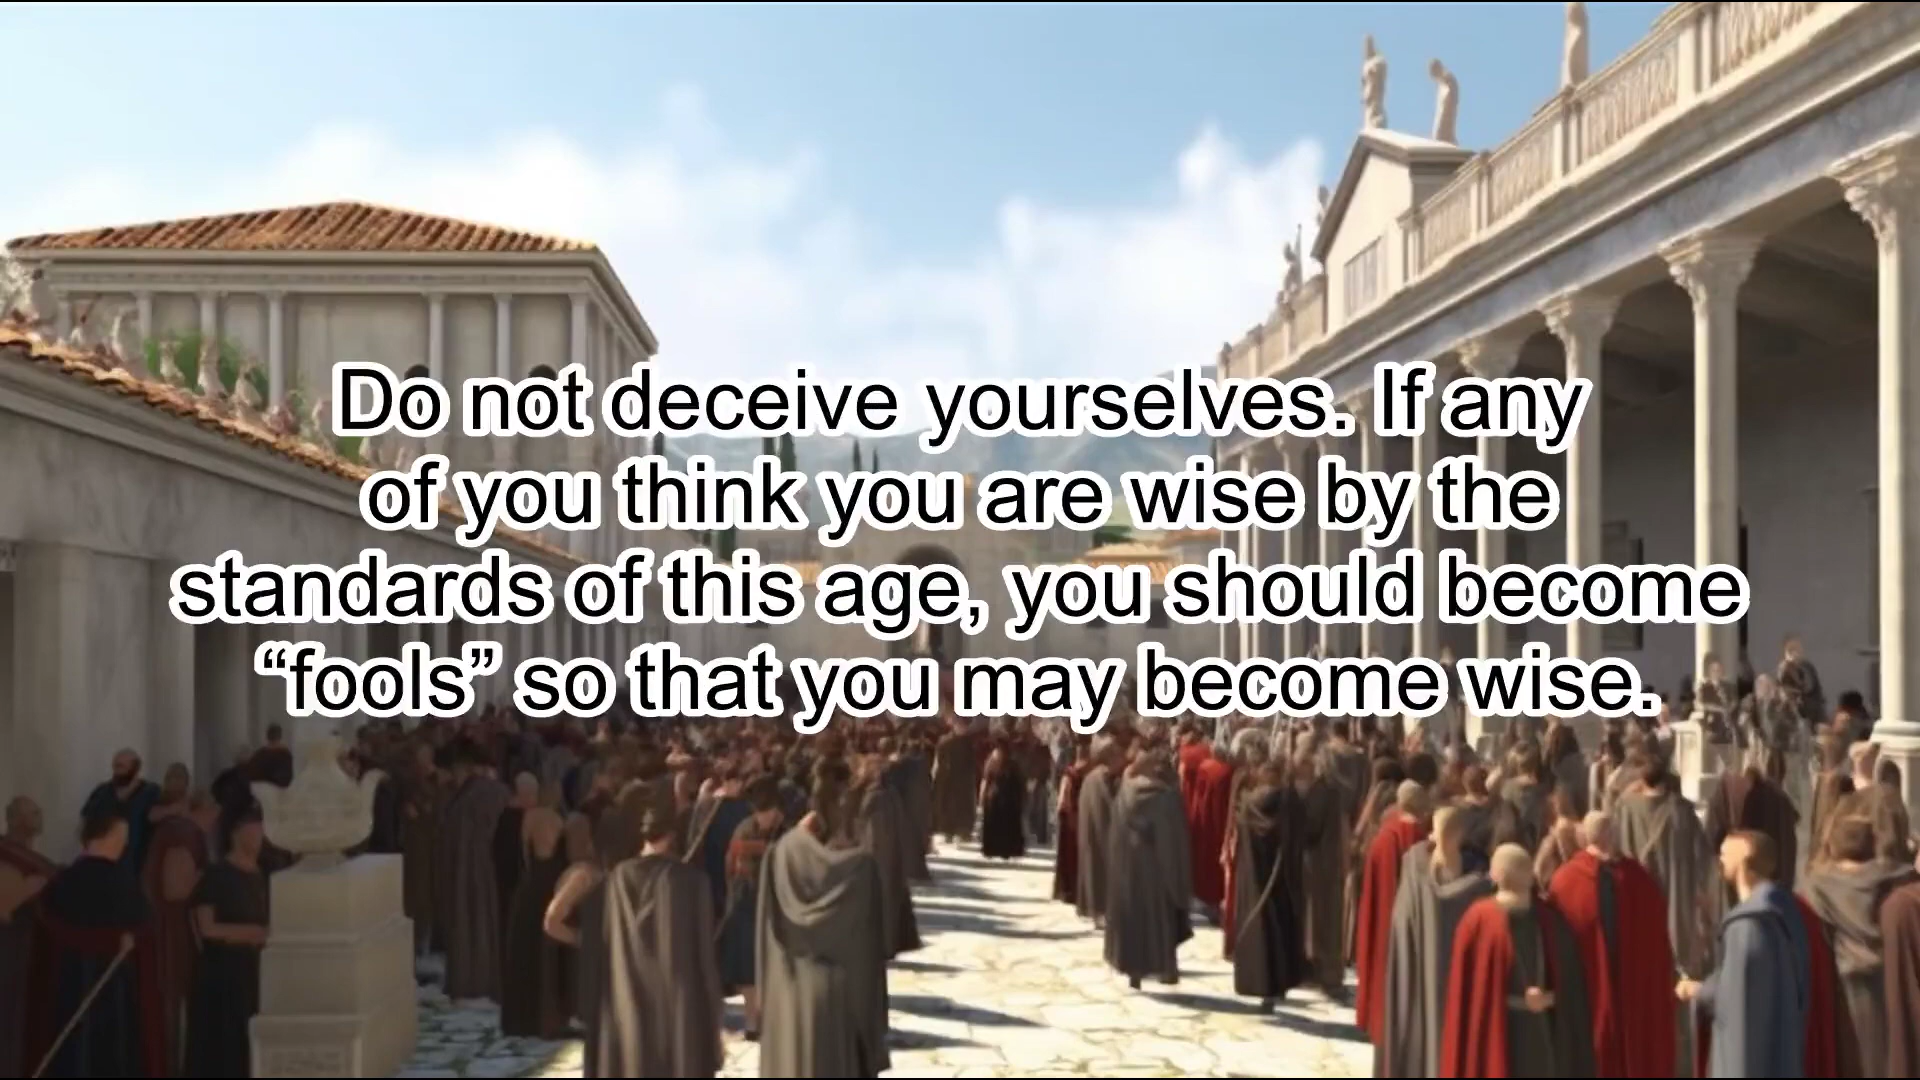 Do not deceive yourselves. If any
of you think you are wise by the
standards of this age, you should become
“fools” so that you may become wise.